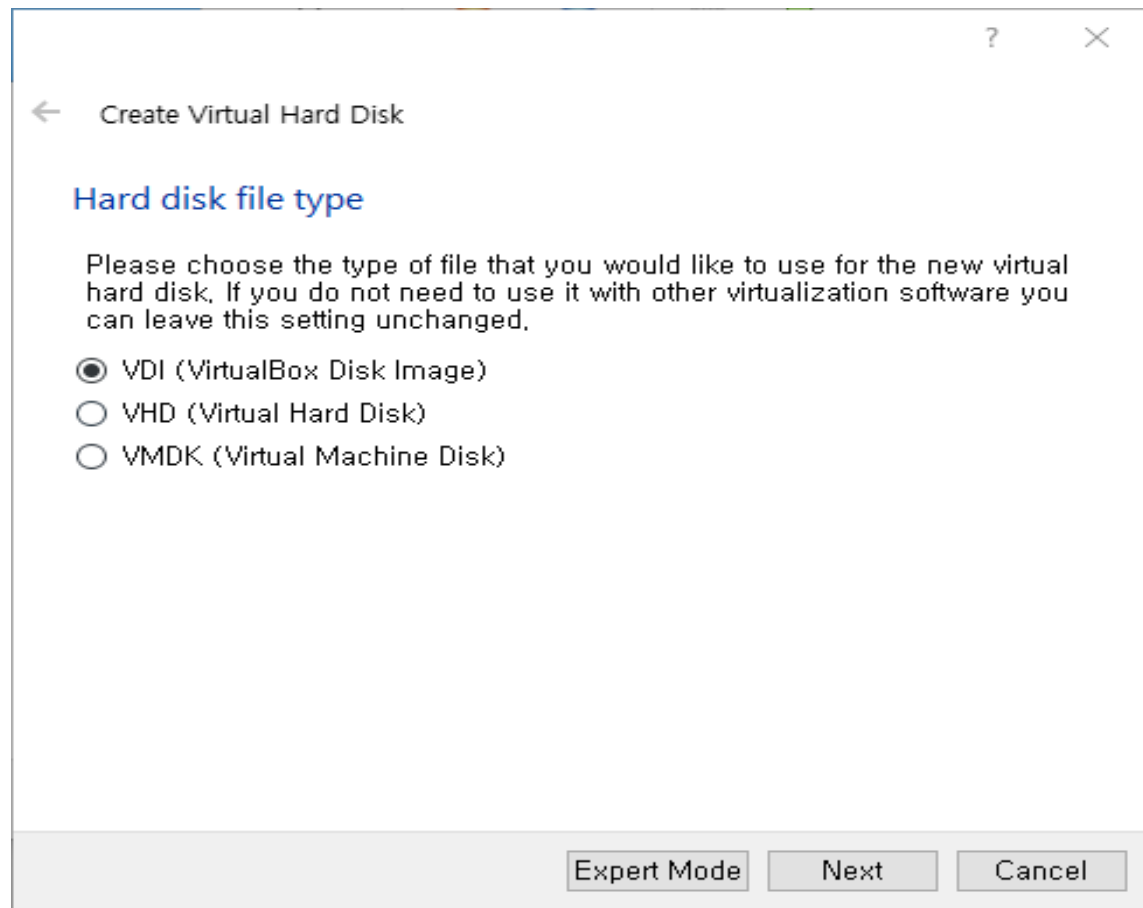 ?
Create Virtual Hard Disk
Hard disk file type
Please choose the type of file that you would like to use for the new virtual
hard disk, If you do not need to use it with other virtualization software you
can leave this setting unchanged,
VDI (VirtualBox Disk Image)
VHD (Virtual Hard Disk)
VMDK (Virtual Machine Disk)
Expert Mode Next Cancel